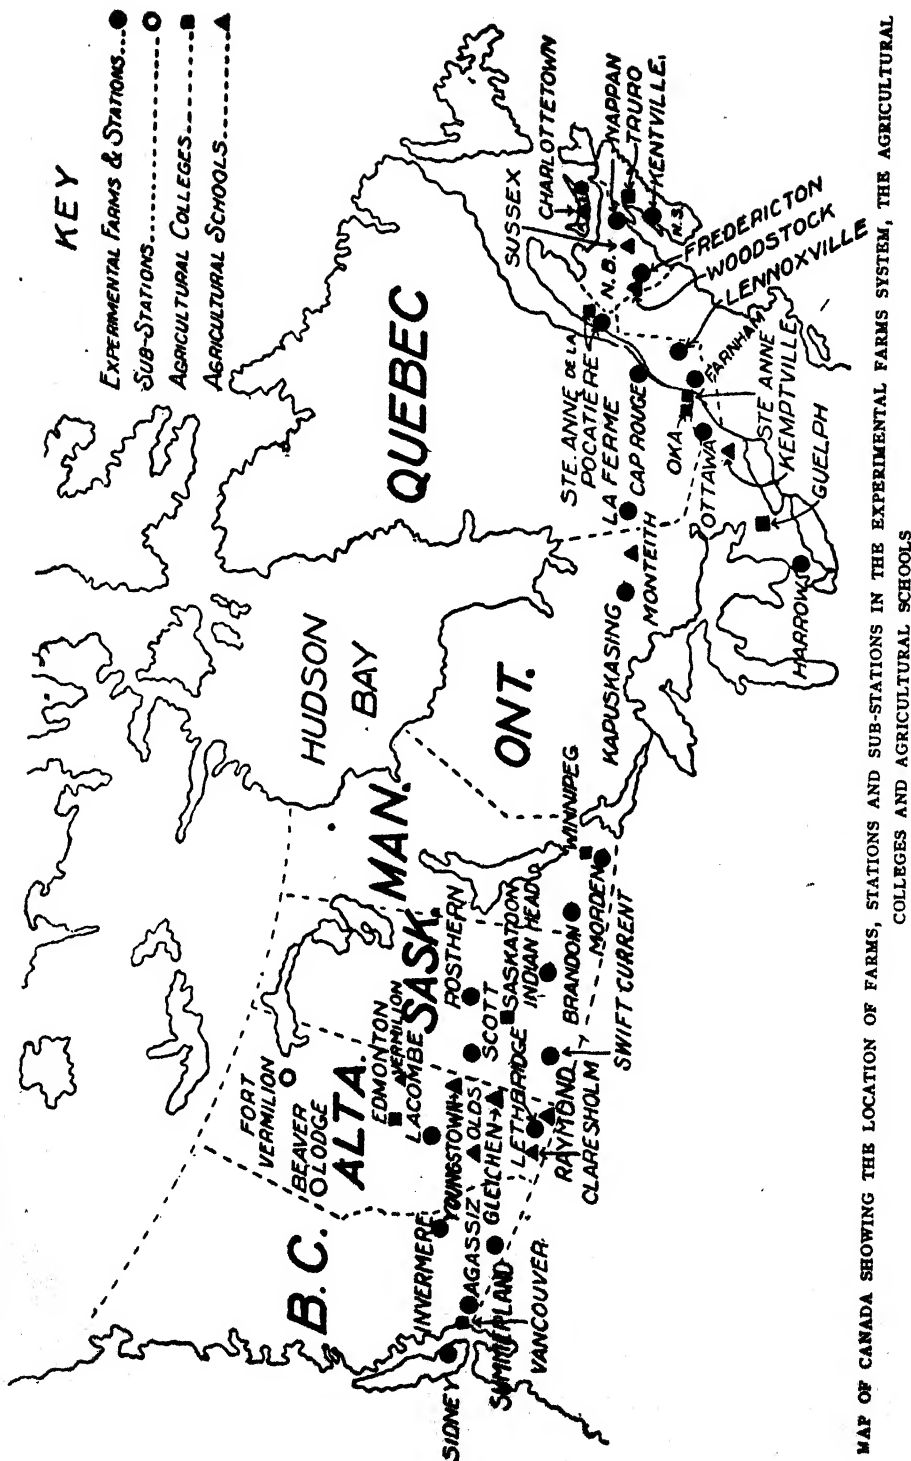 KEY
EXPERIMENTAL FARMS & STATIONS...
SUB-STATIONS...............
AGRICULTURAL COLLEGES------
AGRICULTURAL SCHOOLS.......
HUDSON
BAY
QUEBEC
ONT.
MAN.
SASK.
ALTA.
B.C.
N.B.
N.S.
FORT
VERMILION
BEAVER
LODGE
EDMONTON
VERMILION
LACOMBE
YOUNGSTOWN
OLDS
GLEICHEN
LETHBRIDGE
RAYMOND
CLARESHOLM
INVERMERE
AGASSIZ
SUMMERLAND
VANCOUVER
SIDNEY
ROSTHERN
SCOTT
SASKATOON
INDIAN HEAD
SWIFT CURRENT
BRANDON
MORDEN
WINNIPEG
KAPUSKASING
MONTEITH
HARROW
GUELPH
KEMPTVILLE
OTTAWA
STE ANNE
OKA
FARNHAM
LENNOXVILLE
CAP ROUGE
LA FERME
STE. ANNE DE LA
POCATIÈRE
WOODSTOCK
FREDERICTON
SUSSEX
CHARLOTTETOWN
NAPPAN
TRURO
KENTVILLE
MAP OF CANADA SHOWING THE LOCATION OF FARMS, STATIONS AND SUB-STATIONS IN THE EXPERIMENTAL FARMS SYSTEM, THE AGRICULTURAL
COLLEGES AND AGRICULTURAL SCHOOLS